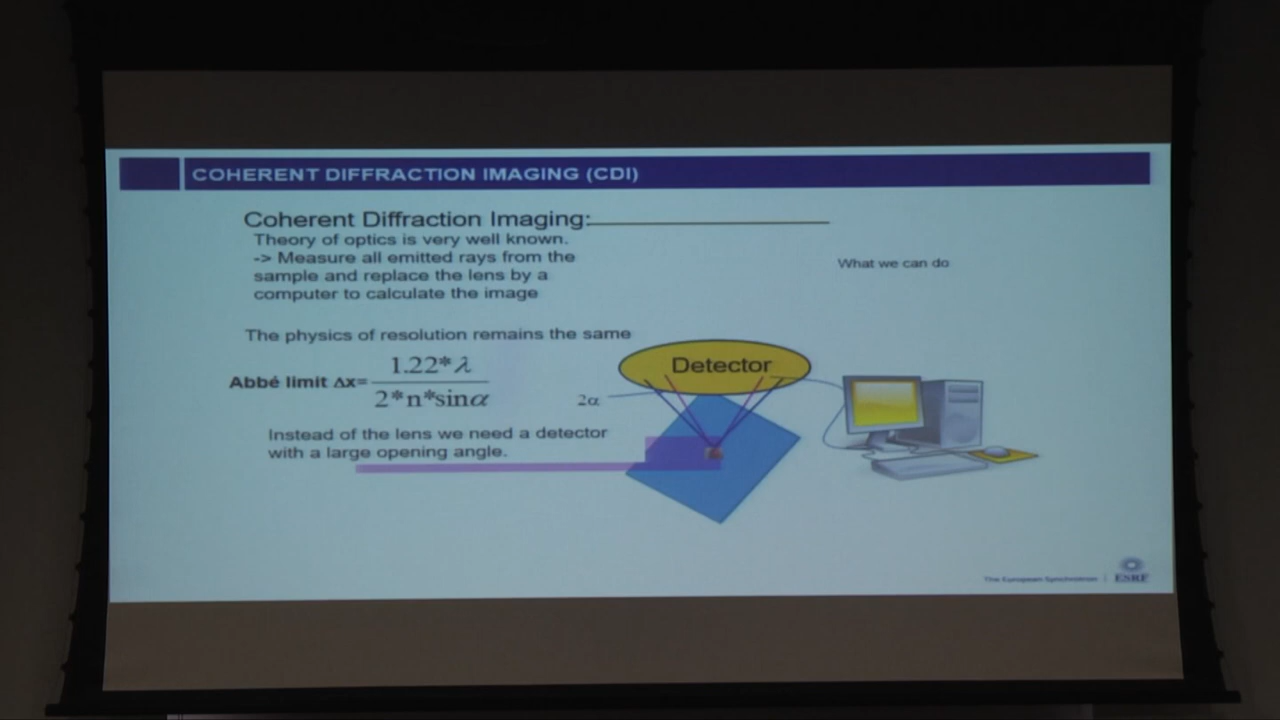 COHERENT DIFFRACTION IMAGING (CDI)
Coherent Diffraction Imaging:
Theory of optics is very well known.
-> Measure all emitted rays from the
sample and replace the lens by a
computer to calculate the image
What we can do
The physics of resolution remains the same
Abbé limit Δx=
1.22*λ
2*n*sinα
Detector
2α
Instead of the lens we need a detector
with a large opening angle.
The European Synchrotron
ESRF